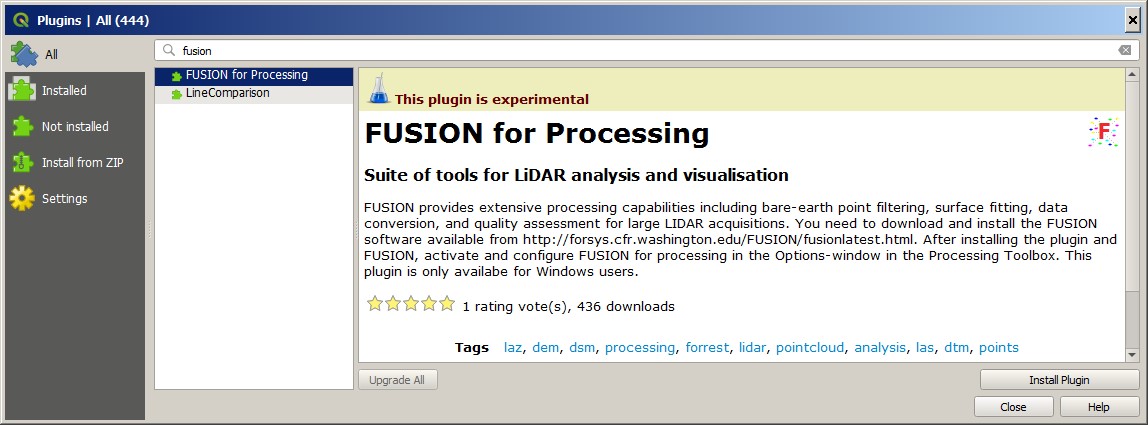 Plugins | All (444)
All
Installed
Not installed
Install from ZIP
Settings
fusion
FUSION for Processing
LineComparison
This plugin is experimental
FUSION for Processing
F
Suite of tools for LiDAR analysis and visualisation
FUSION provides extensive processing capabilities including bare-earth point filtering, surface fitting, data
conversion, and quality assessment for large LIDAR acquisitions. You need to download and install the FUSION
software available from http://forsys.cfr.washington.edu/FUSION/fusionlatest.html. After installing the plugin and
FUSION, activate and configure FUSION for processing in the Options-window in the Processing Toolbox. This
plugin is only availabe for Windows users.
1 rating vote(s), 436 downloads
Tags laz, dem, dsm, processing, forrest, lidar, pointcloud, analysis, las, dtm, points
Upgrade All
Install Plugin
Close
Help